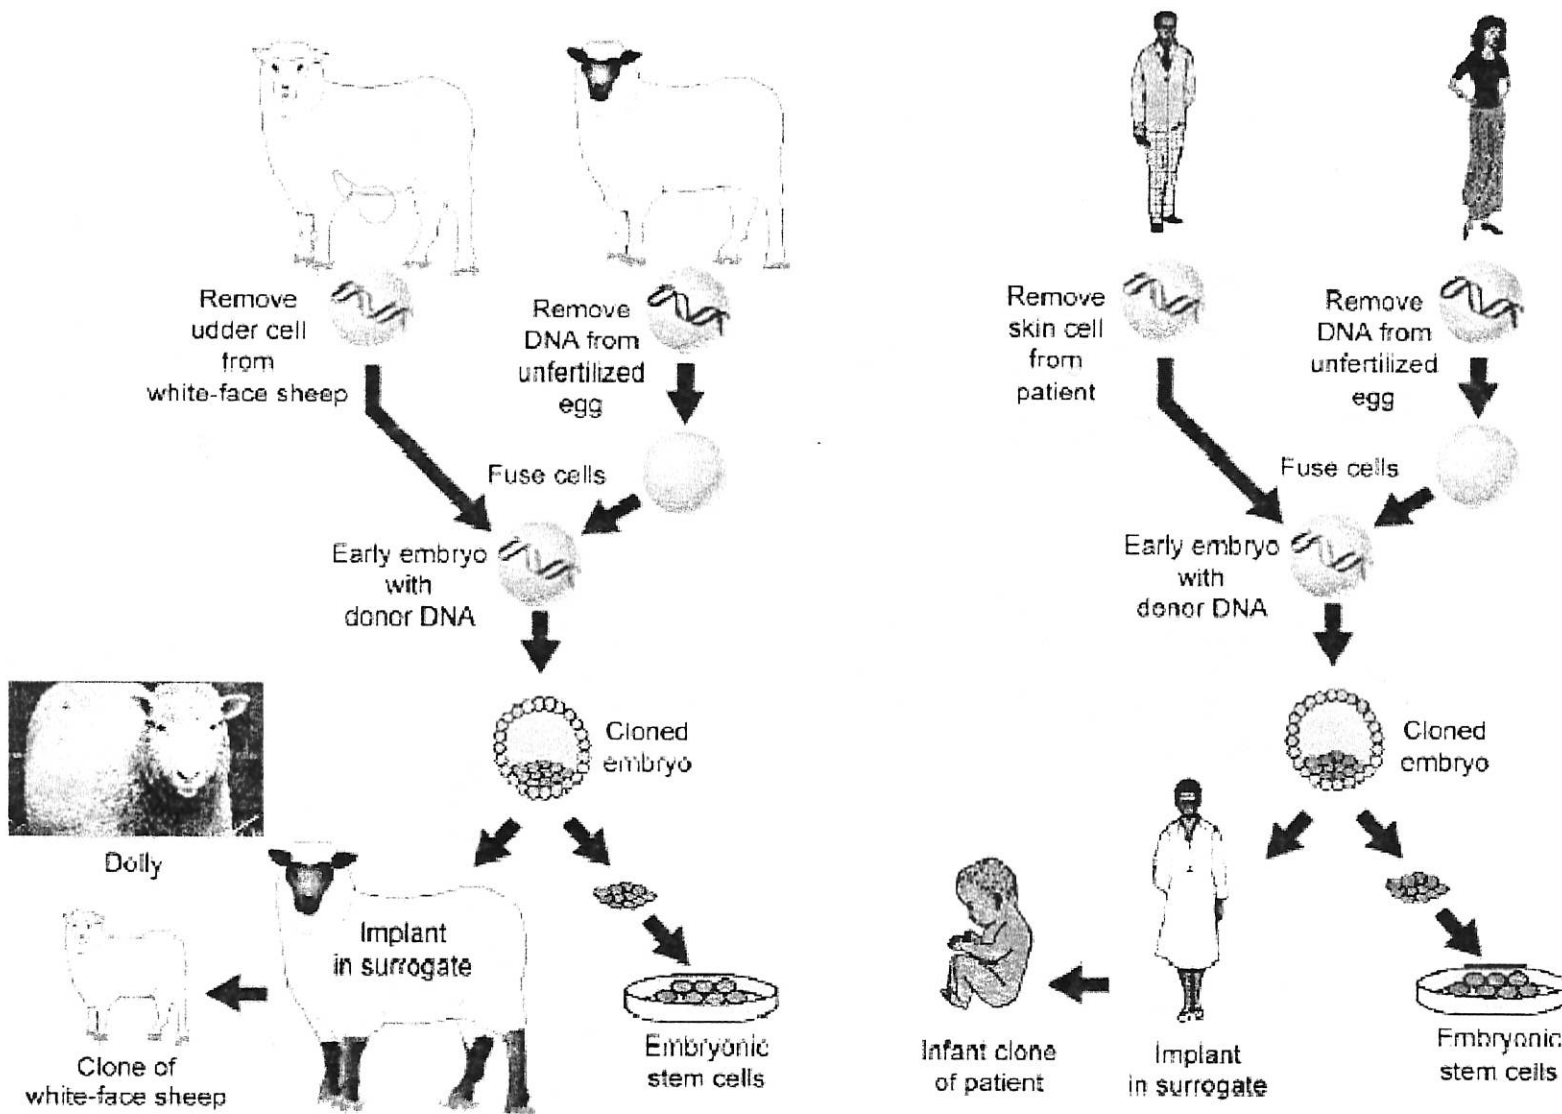 Remove
udder cell
from
white-face sheep
Remove
DNA from
unfertilized
egg
Fuse cells
Early embryo
with
donor DNA
Cloned
embryo
Dolly
Implant
in surrogate
Clone of
white-face sheep
Embryonic
stem cells
Remove
skin cell
from
patient
Remove
DNA from
unfertilized
egg
Fuse cells
Early embryo
with
donor DNA
Cloned
embryo
Infant clone
of patient
Implant
in surrogate
Embryonic
stem cells